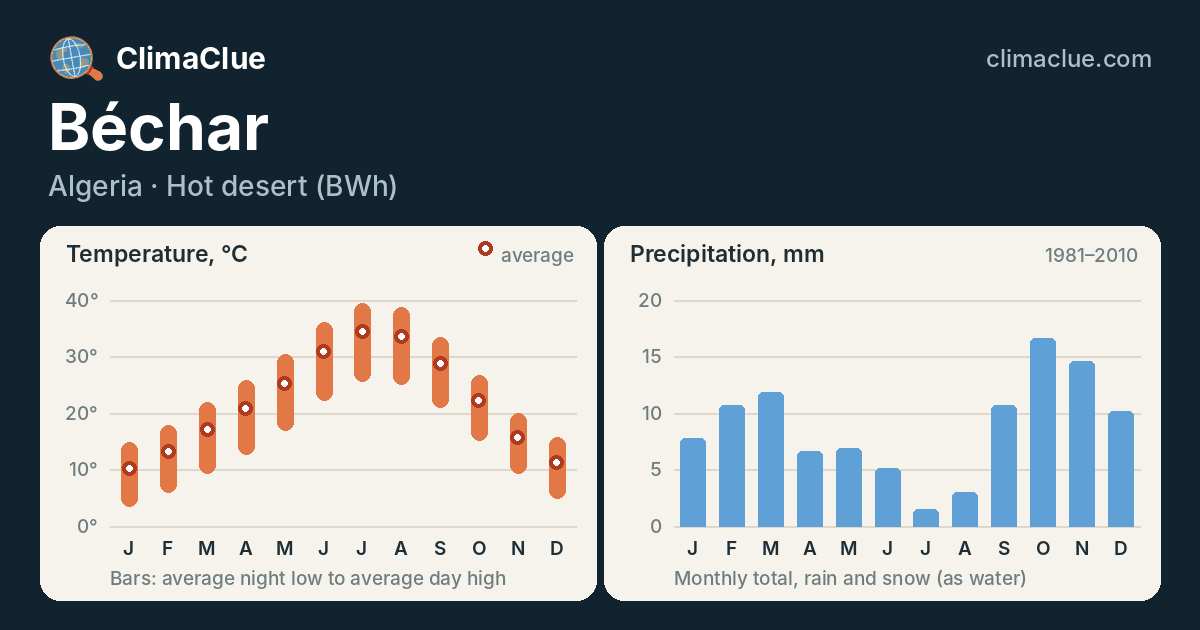 ClimaClue
climaclue.com
Béchar
Algeria · Hot desert (BWh)
Temperature, °C
average
40°
30°
20°
10°
0°
J F M A M J J A S O N D
Bars: average night low to average day high
Precipitation, mm
1981–2010
20
15
10
5
0
J F M A M J J A S O N D
Monthly total, rain and snow (as water)